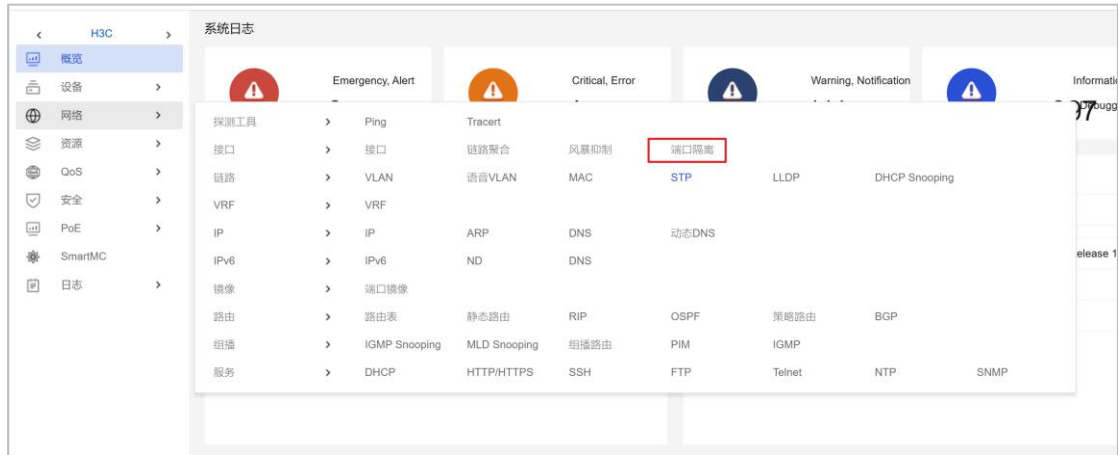 H3C
系统日志
概览
设备
网络
资源
QoS
安全
PoE
SmartMC
日志
Emergency, Alert
Critical, Error
Warning, Notification
97
探测工具 Ping Tracert
接口 接口 链路聚合 风暴抑制 端口隔离
链路 VLAN 语音VLAN MAC STP LLDP DHCP Snooping
VRF VRF
IP IP ARP DNS 动态DNS
IPv6 IPv6 ND DNS
镜像 端口镜像
路由 路由表 静态路由 RIP OSPF 策略路由 BGP
组播 IGMP Snooping MLD Snooping 组播路由 PIM IGMP
服务 DHCP HTTP/HTTPS SSH FTP Telnet NTP SNMP
elease 1